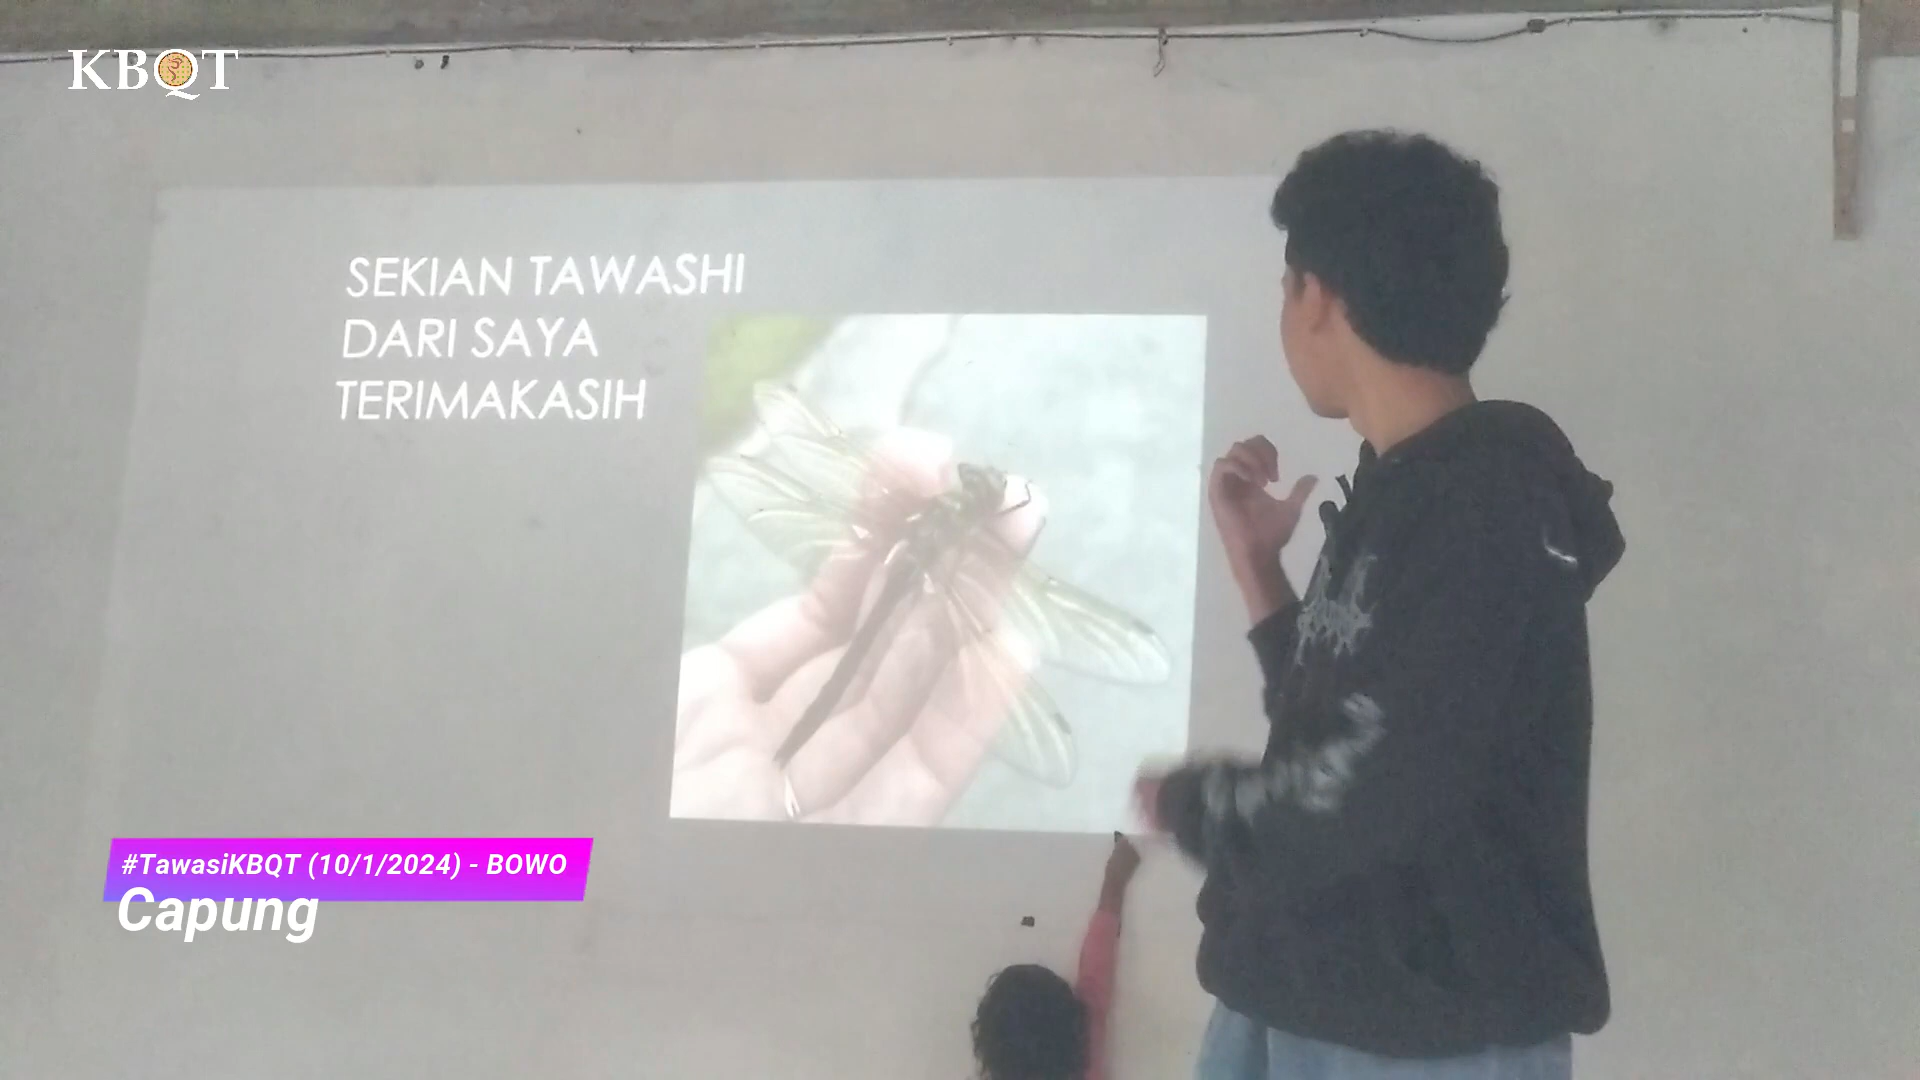 KBQT
SEKIAN TAWASHI
DARI SAYA
TERIMAKASIH
#TawasiKBQT (10/1/2024) - BOWO
Capung